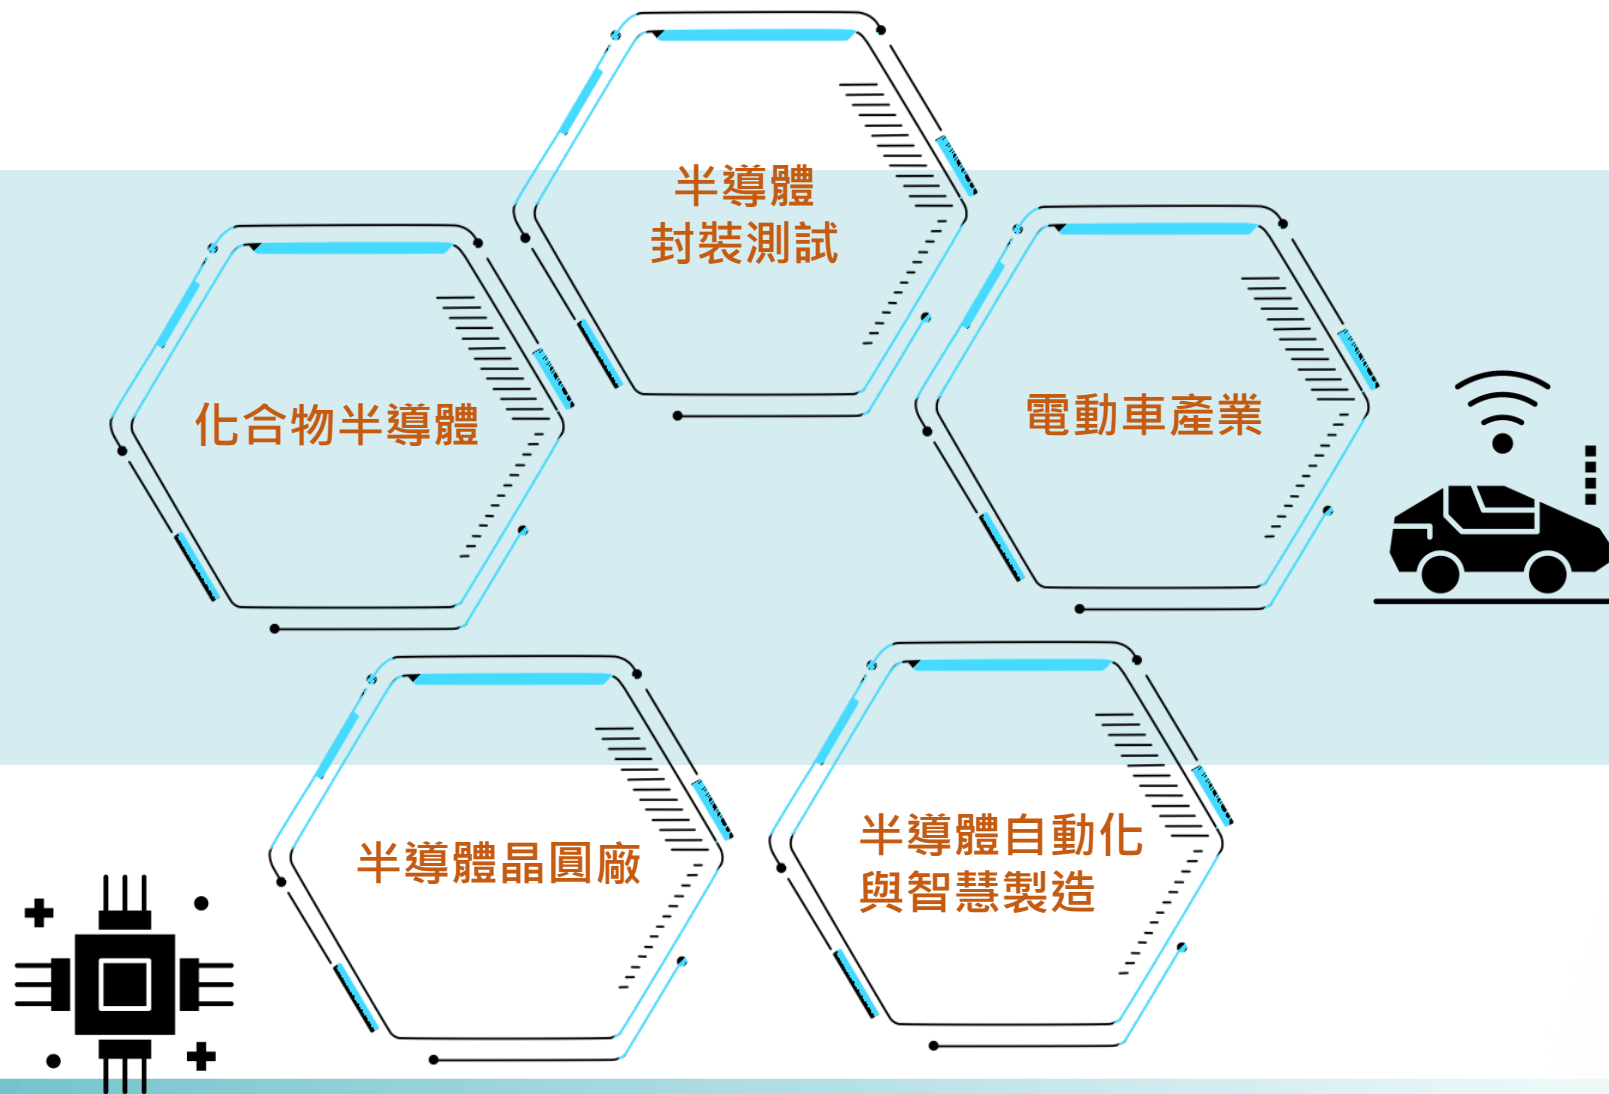 半導體
封裝測試
化合物半導體
電動車產業
半導體晶圓廠
半導體自動化
與智慧製造